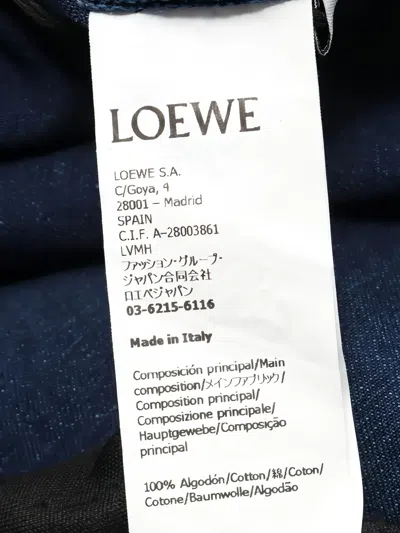 LOEWE
LOEWE S.A.
C/Goya, 4
28001 – Madrid
SPAIN
C.I.F. A–28003861
LVMH
ファッション・グループ・
ジャパン合同会社
ロエベジャパン
03-6215-6116
Made in Italy
Composición principal/Main
composition/メインファブリック/
Composition principal/
Composizione principale/
Hauptgewebe/Composição
principal
100% Algodón/Cotton/綿/Coton/
Cotone/Baumwolle/Algodão